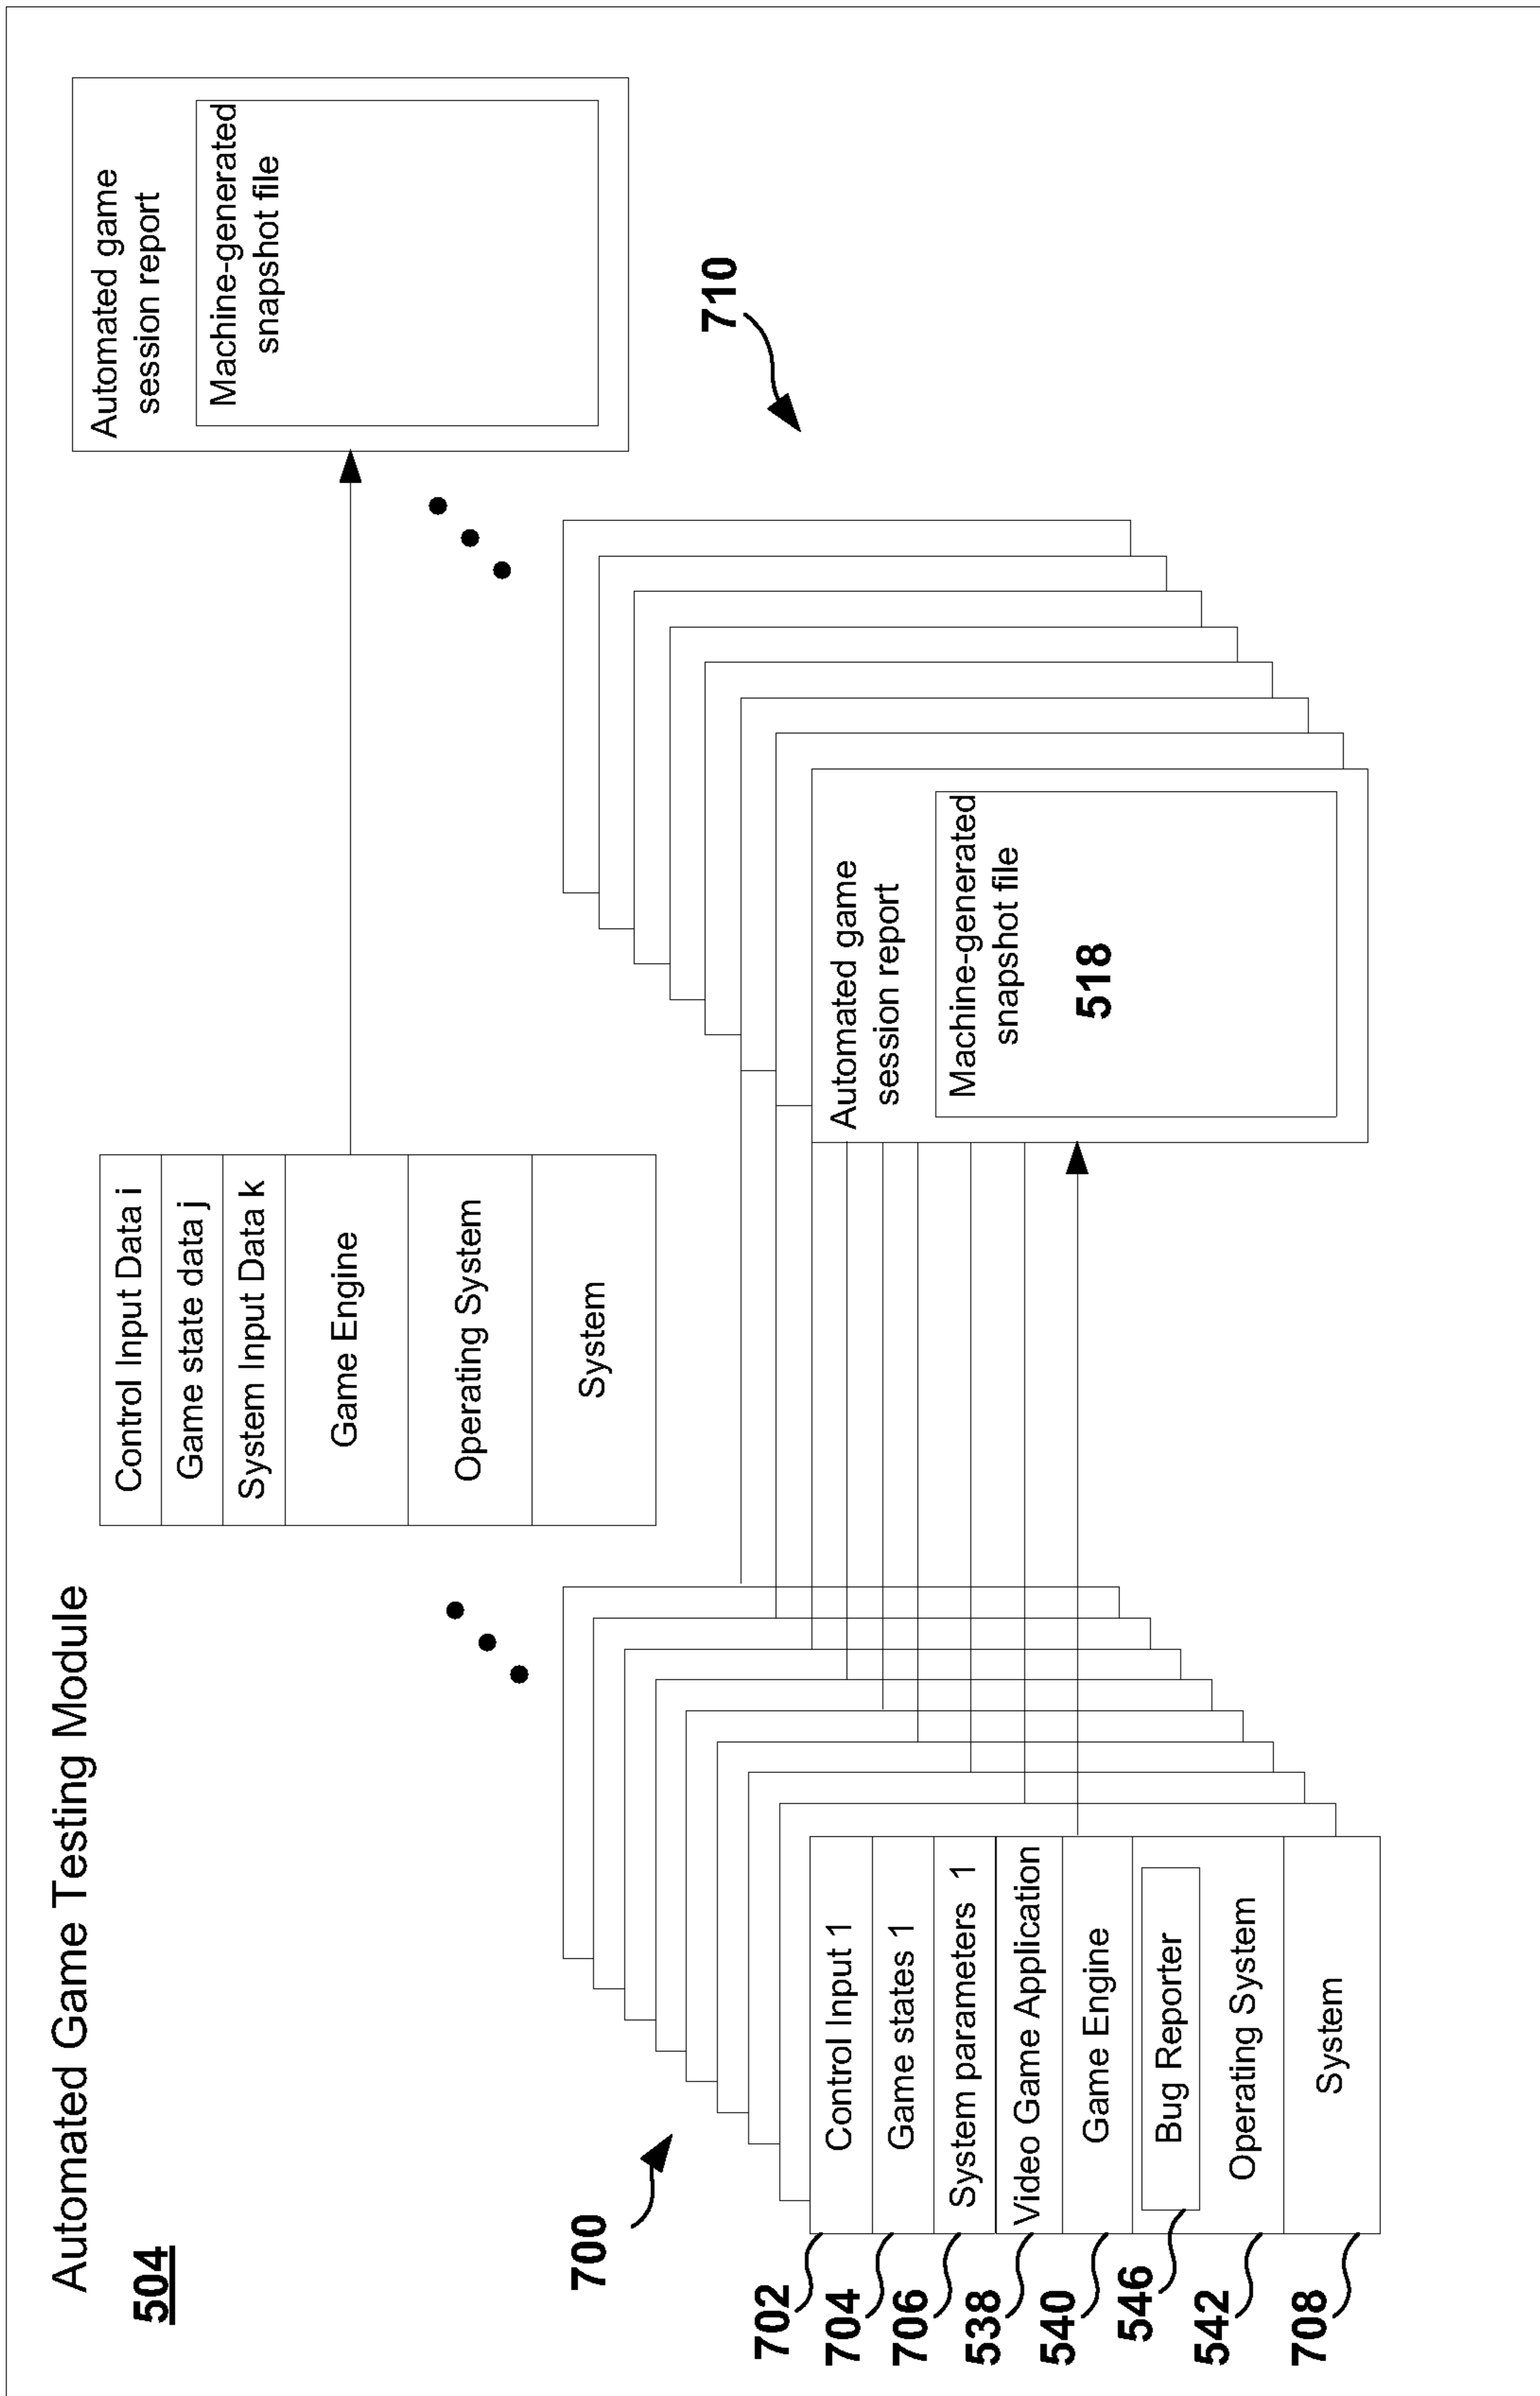 Automated Game Testing Module
504
Control Input Data i
Game state data j
System Input Data k
Game Engine
Operating System
System
Automated game
session report
Machine-generated
snapshot file
700
710
702
704
706
538
540
546
542
708
Control Input 1
Game states 1
System parameters 1
Video Game Application
Game Engine
Bug Reporter
Operating System
System
Automated game
session report
Machine-generated
snapshot file
518